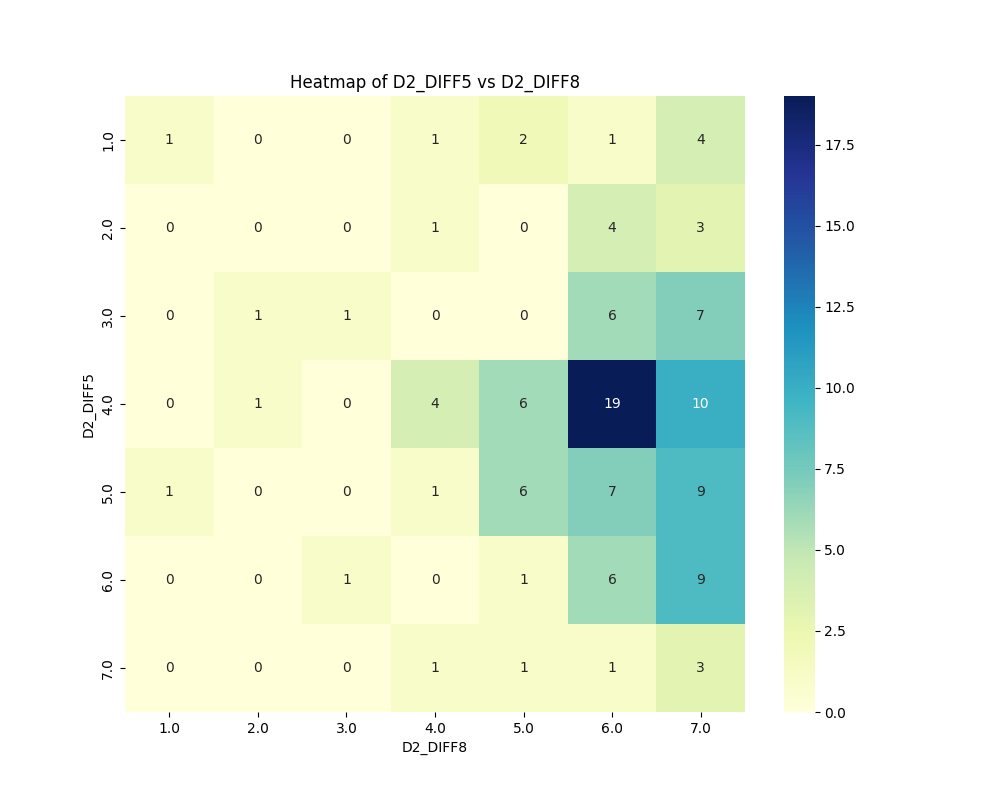 Heatmap of D2_DIFF5 vs D2_DIFF8
1.0 1 0 0 1 2 1 4
2.0 0 0 0 1 0 4 3
3.0 0 1 1 0 0 6 7
4.0 0 1 0 4 6 19 10
5.0 1 0 0 1 6 7 9
6.0 0 0 1 0 1 6 9
7.0 0 0 0 1 1 1 3
1.0 2.0 3.0 4.0 5.0 6.0 7.0
D2_DIFF8
D2_DIFF5
17.5
15.0
12.5
10.0
7.5
5.0
2.5
0.0